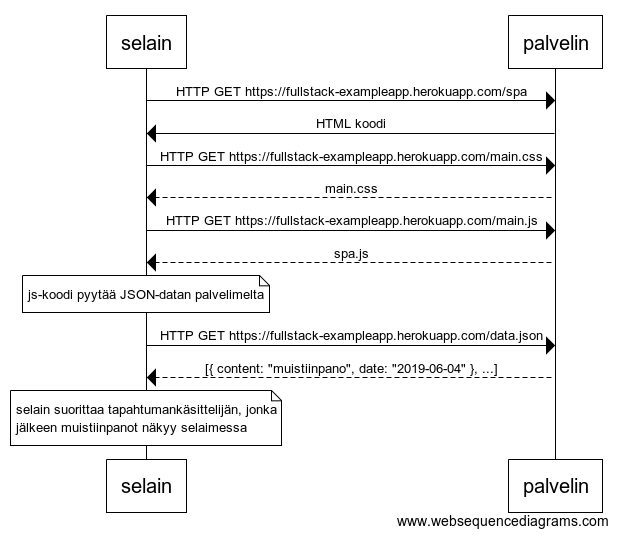 selain palvelin
HTTP GET https://fullstack-exampleapp.herokuapp.com/spa
HTML koodi
HTTP GET https://fullstack-exampleapp.herokuapp.com/main.css
main.css
HTTP GET https://fullstack-exampleapp.herokuapp.com/main.js
spa.js
js-koodi pyytää JSON-datan palvelimelta
HTTP GET https://fullstack-exampleapp.herokuapp.com/data.json
[{ content: "muistiinpano", date: "2019-06-04" }, ...]
selain suorittaa tapahtumankäsittelijän, jonka
jälkeen muistiinpanot näkyy selaimessa
selain palvelin
www.websequencediagrams.com